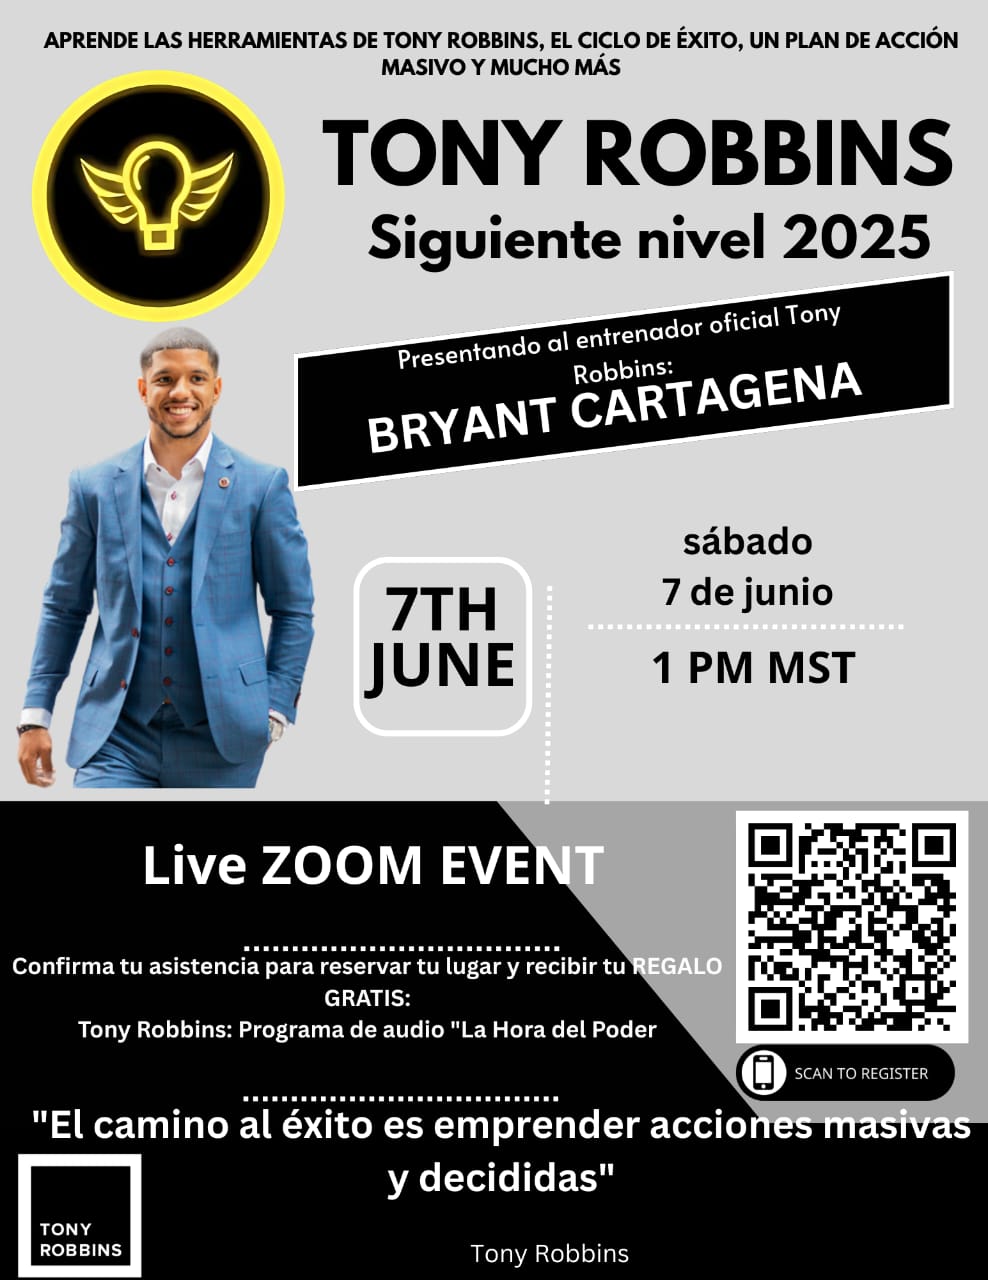 APRENDE LAS HERRAMIENTAS DE TONY ROBBINS, EL CICLO DE ÉXITO, UN PLAN DE ACCIÓN
MASIVO Y MUCHO MÁS
TONY ROBBINS
Siguiente nivel 2025
Presentando al entrenador oficial Tony
Robbins:
BRYANT CARTAGENA
7TH
JUNE
sábado
7 de junio
1 PM MST
Live ZOOM EVENT
Confirma tu asistencia para reservar tu lugar y recibir tu REGALO
GRATIS:
Tony Robbins: Programa de audio "La Hora del Poder
SCAN TO REGISTER
"El camino al éxito es emprender acciones masivas
y decididas"
TONY
ROBBINS
Tony Robbins